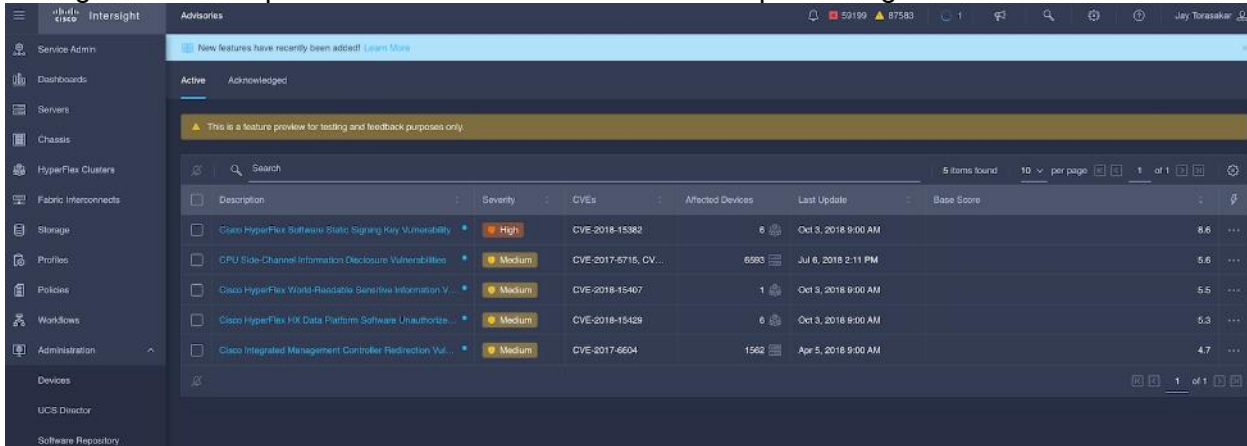 CISCO Intersight
Advisories
59199 87583 1
Jay Torasakar
Service Admin
New features have recently been added! Learn More
Dashboards
Active Acknowledged
Servers
This is a feature preview for testing and feedback purposes only.
Chassis
HyperFlex Clusters
Search
5 items found 10 per page 1 of 1
Fabric Interconnects
Description Severity CVEs Affected Devices Last Update Base Score
Storage
Cisco HyperFlex Software Static Signing Key Vulnerability High CVE-2018-15382 6 Oct 3, 2018 9:00 AM 8.6
Profiles
CPU Side-Channel Information Disclosure Vulnerabilities Medium CVE-2017-5715, CV... 6593 Jul 6, 2018 2:11 PM 5.6
Policies
Cisco HyperFlex World-Readable Sensitive Information V... Medium CVE-2018-15407 1 Oct 3, 2018 9:00 AM 5.5
Workflows
Cisco HyperFlex HX Data Platform Software Unauthorize... Medium CVE-2018-15429 6 Oct 3, 2018 9:00 AM 5.3
Administration
Cisco Integrated Management Controller Redirection Vul... Medium CVE-2017-6604 1562 Apr 5, 2018 9:00 AM 4.7
Devices
1 of 1
UCS Director
Software Repository